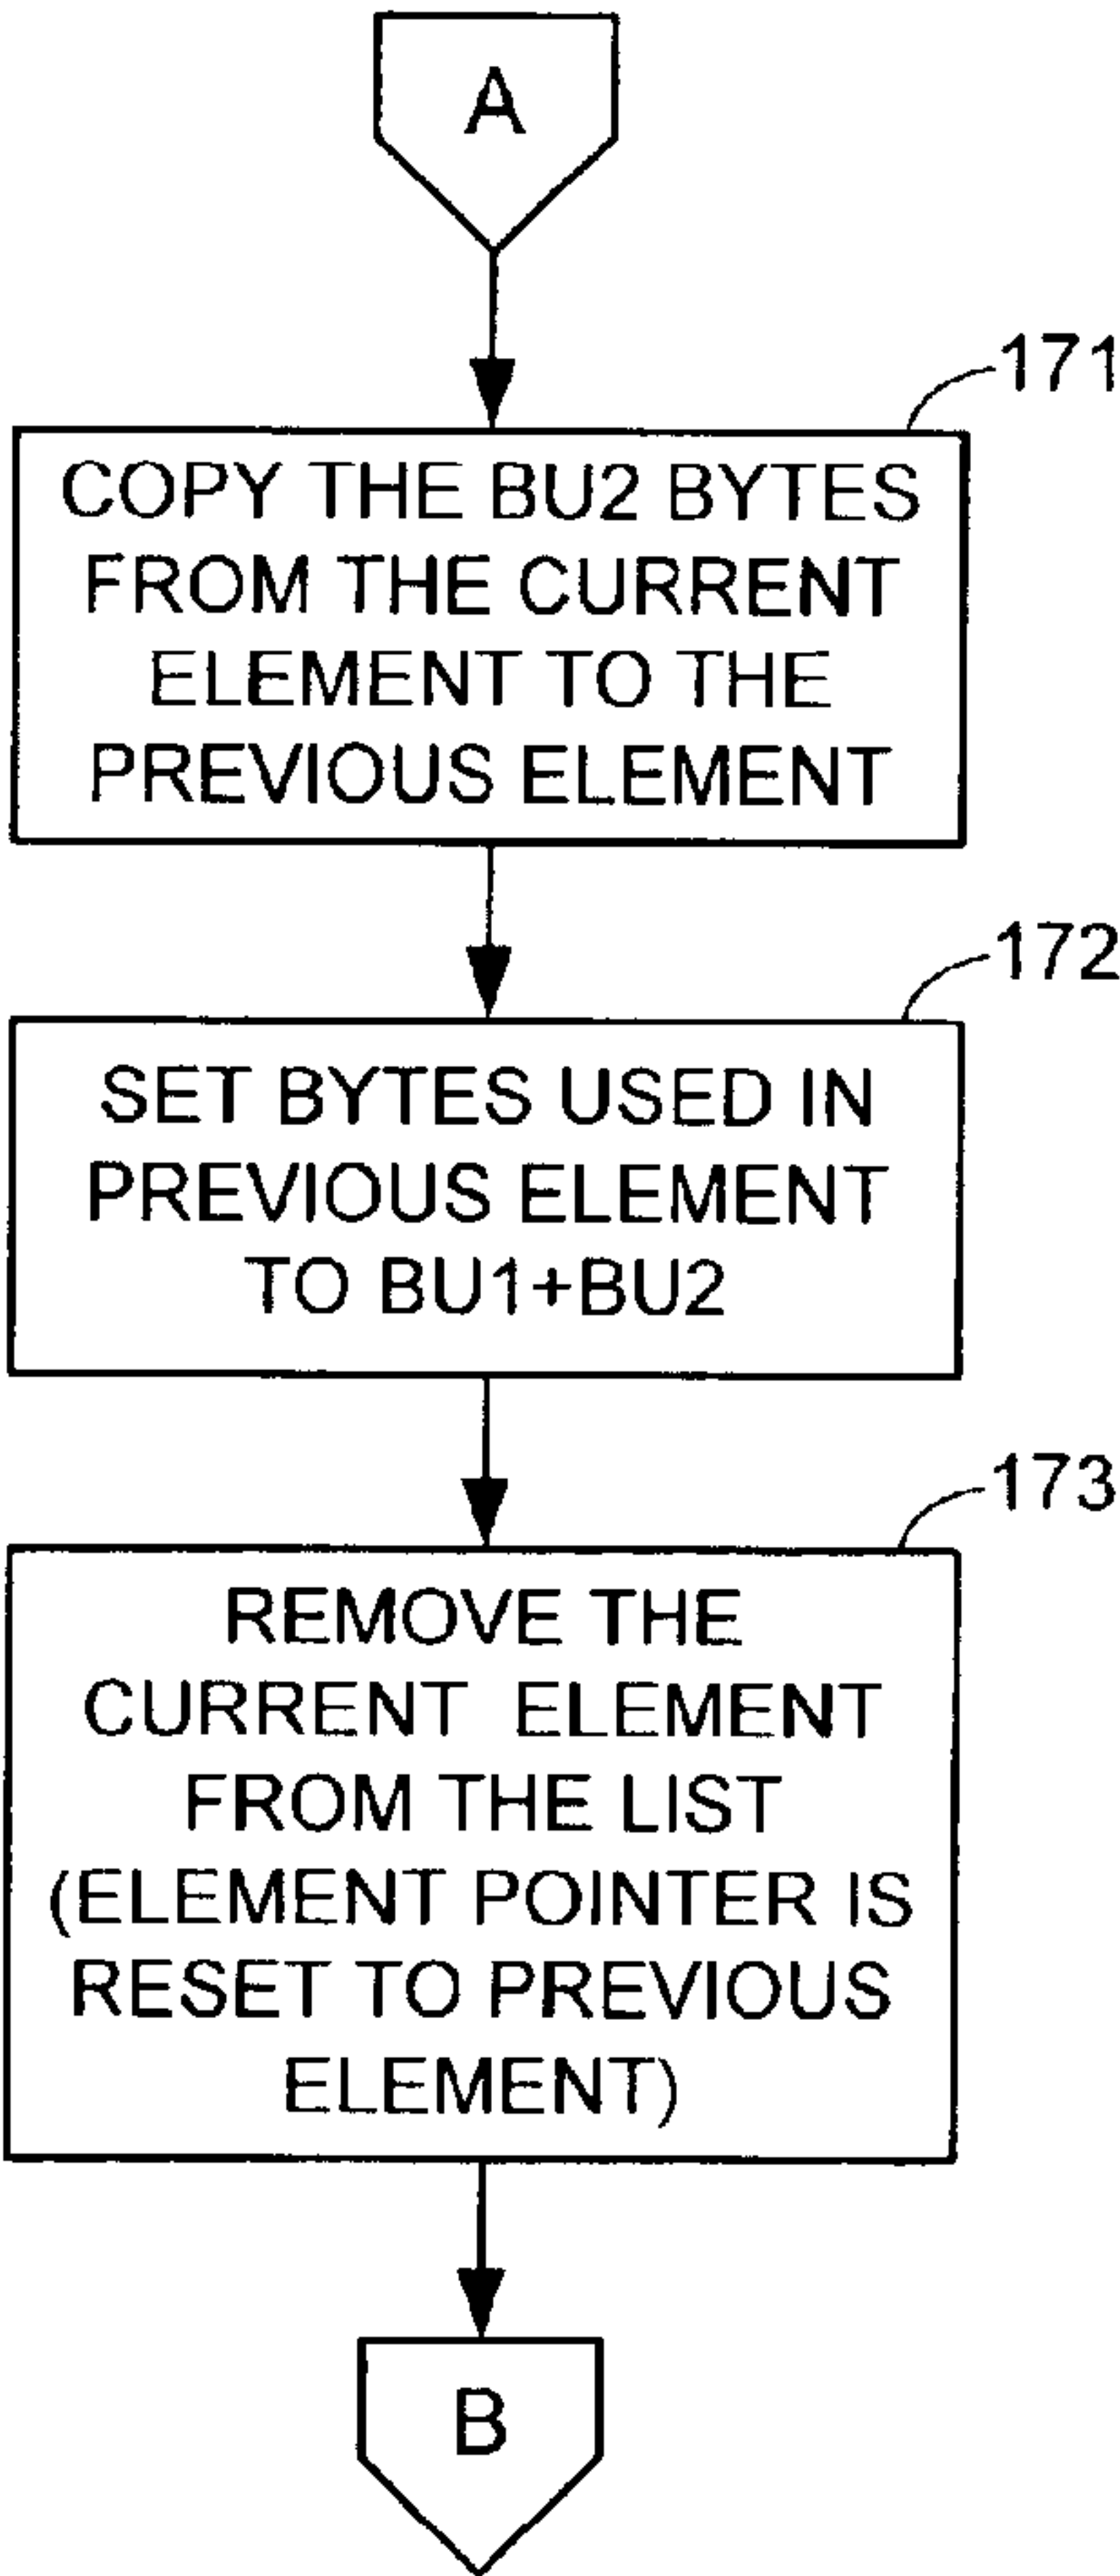 A
171
COPY THE BU2 BYTES
FROM THE CURRENT
ELEMENT TO THE
PREVIOUS ELEMENT
172
SET BYTES USED IN
PREVIOUS ELEMENT
TO BU1+BU2
173
REMOVE THE
CURRENT ELEMENT
FROM THE LIST
(ELEMENT POINTER IS
RESET TO PREVIOUS
ELEMENT)
B